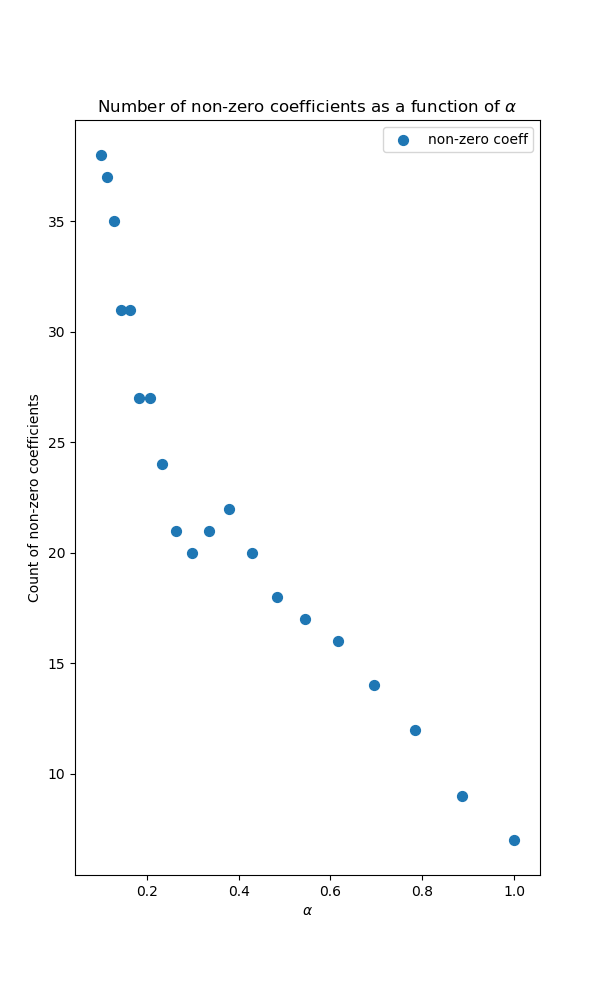 Number of non-zero coefficients as a function of α
non-zero coeff
35
30
25
20
15
10
Count of non-zero coefficients
0.2 0.4 0.6 0.8 1.0
α